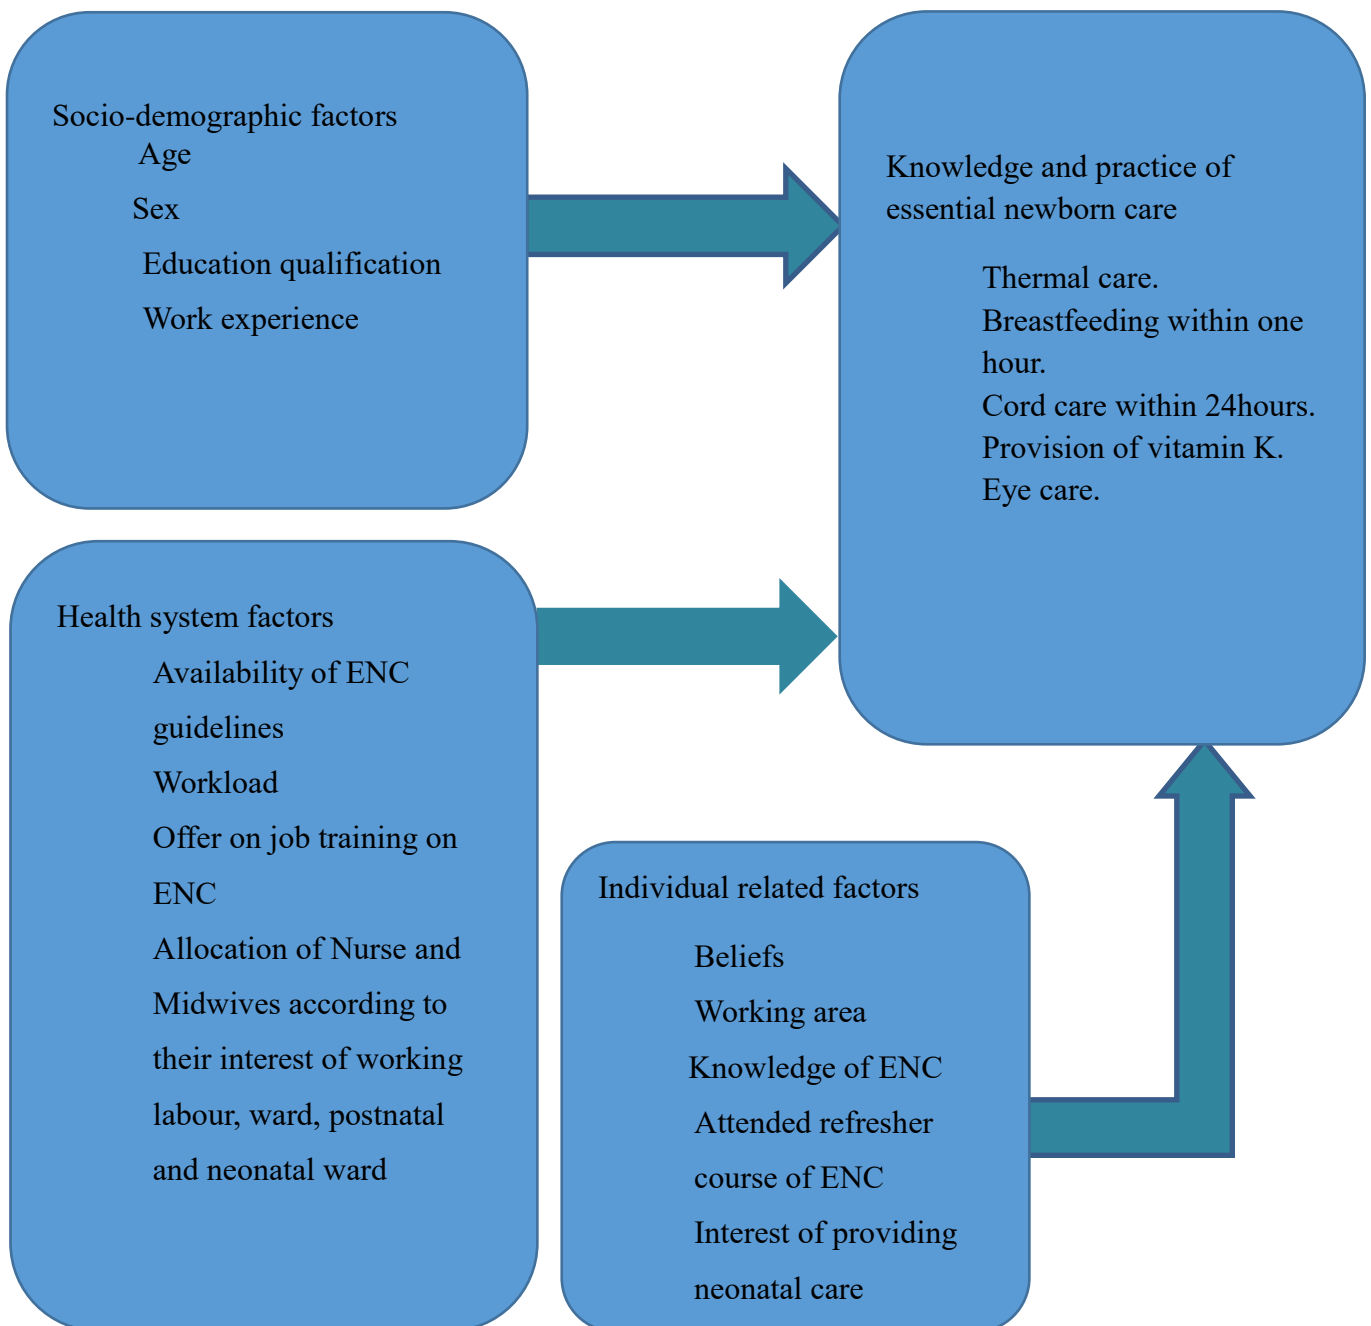 Socio-demographic factors
Age
Sex
Education qualification
Work experience
Knowledge and practice of
essential newborn care
Thermal care.
Breastfeeding within one
hour.
Cord care within 24hours.
Provision of vitamin K.
Eye care.
Health system factors
Availability of ENC
guidelines
Workload
Offer on job training on
ENC
Allocation of Nurse and
Midwives according to
their interest of working
labour, ward, postnatal
and neonatal ward
Individual related factors
Beliefs
Working area
Knowledge of ENC
Attended refresher
course of ENC
Interest of providing
neonatal care